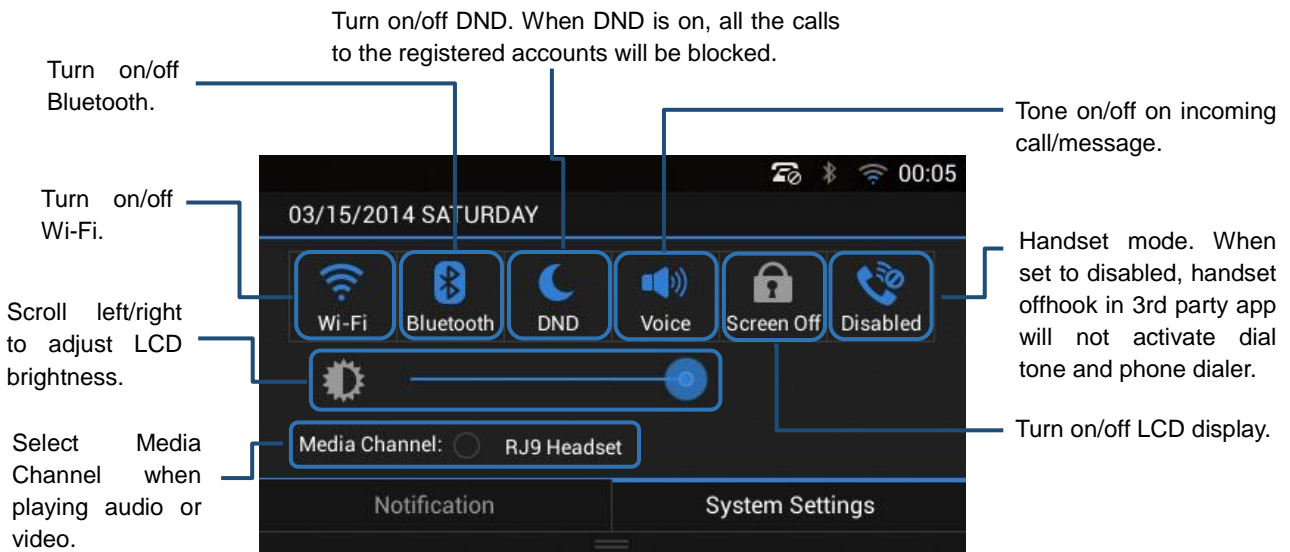 Turn on/off DND. When DND is on, all the calls
to the registered accounts will be blocked.
Turn on/off
Bluetooth.
Tone on/off on incoming
call/message.
Turn on/off
Wi-Fi.
00:05
03/15/2014 SATURDAY
Wi-Fi
Bluetooth
DND
Voice
Screen Off
Disabled
Handset mode. When
set to disabled, handset
offhook in 3rd party app
will not activate dial
tone and phone dialer.
Scroll left/right
to adjust LCD
brightness.
Turn on/off LCD display.
Select Media
Channel when
playing audio or
video.
Media Channel: RJ9 Headset
Notification System Settings